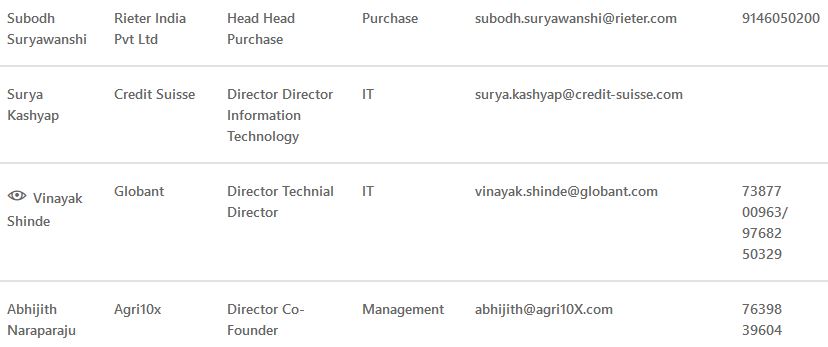 Subodh Rieter India Head Head Purchase subodh.suryawanshi@rieter.com 9146050200
Suryawanshi Pvt Ltd Purchase
Surya Credit Suisse Director Director IT surya.kashyap@credit-suisse.com
Kashyap Information
Technology
Vinayak Globant Director Technial IT vinayak.shinde@globant.com 73877
Shinde Director 00963/
97682
50329
Abhijith Agri10x Director Co- Management abhijith@agri10X.com 76398
Naraparaju Founder 39604